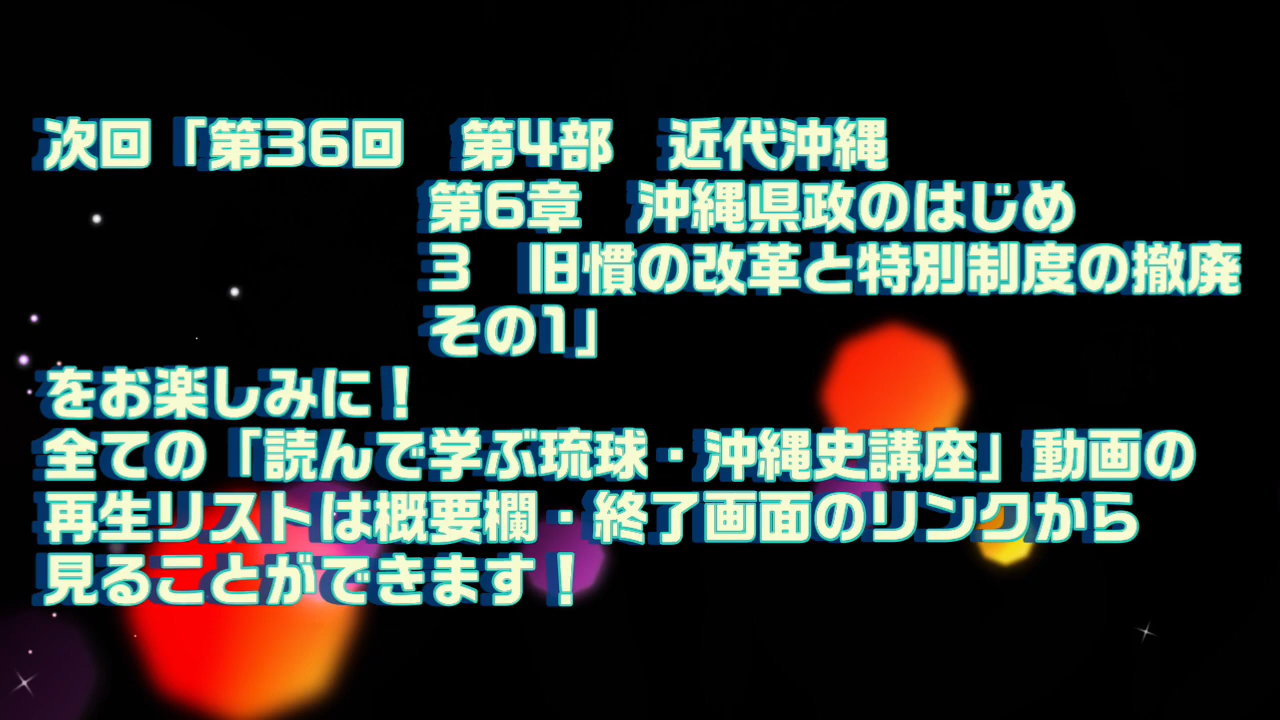 次回「第36回　第4部　近代沖縄
第6章　沖縄県政のはじめ
3　旧慣の改革と特別制度の撤廃
その1」
をお楽しみに！
全ての「読んで学ぶ琉球・沖縄史講座」動画の
再生リストは概要欄・終了画面のリンクから
見ることができます！